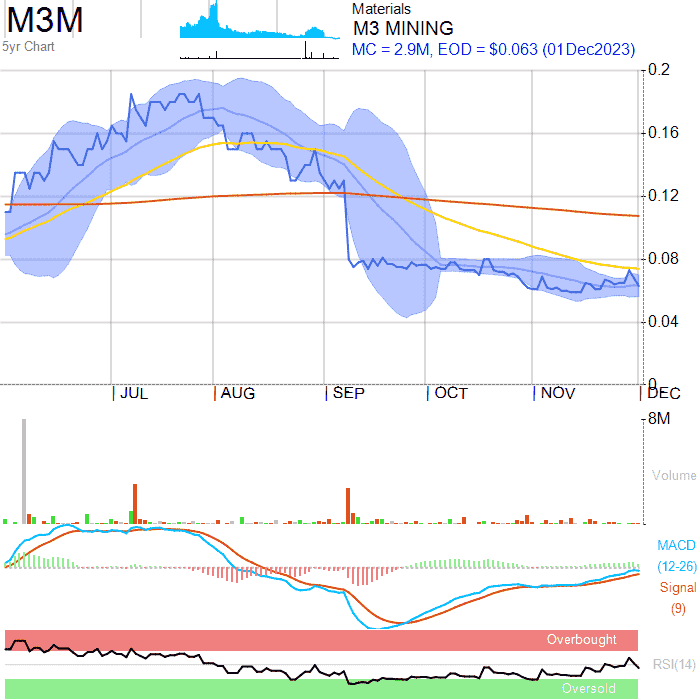 M3M
5yr Chart
Materials
M3 MINING
MC = 2.9M, EOD = $0.063 (01Dec2023)
0.2
0.16
0.12
0.08
0.04
0
JUL AUG SEP OCT NOV DEC
8M
Volume
MACD
(12-26)
Signal
(9)
Overbought
RSI(14)
Oversold